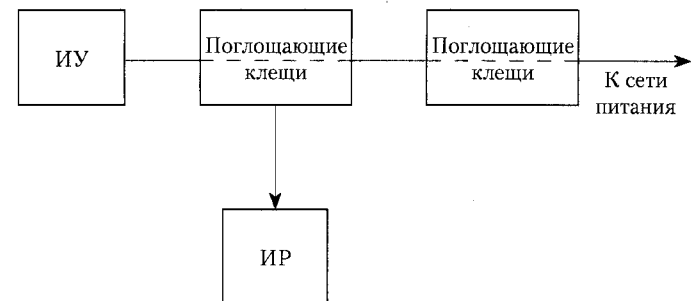 ИУ
Поглощающие
клещи
Поглощающие
клещи
К сети
питания
ИР